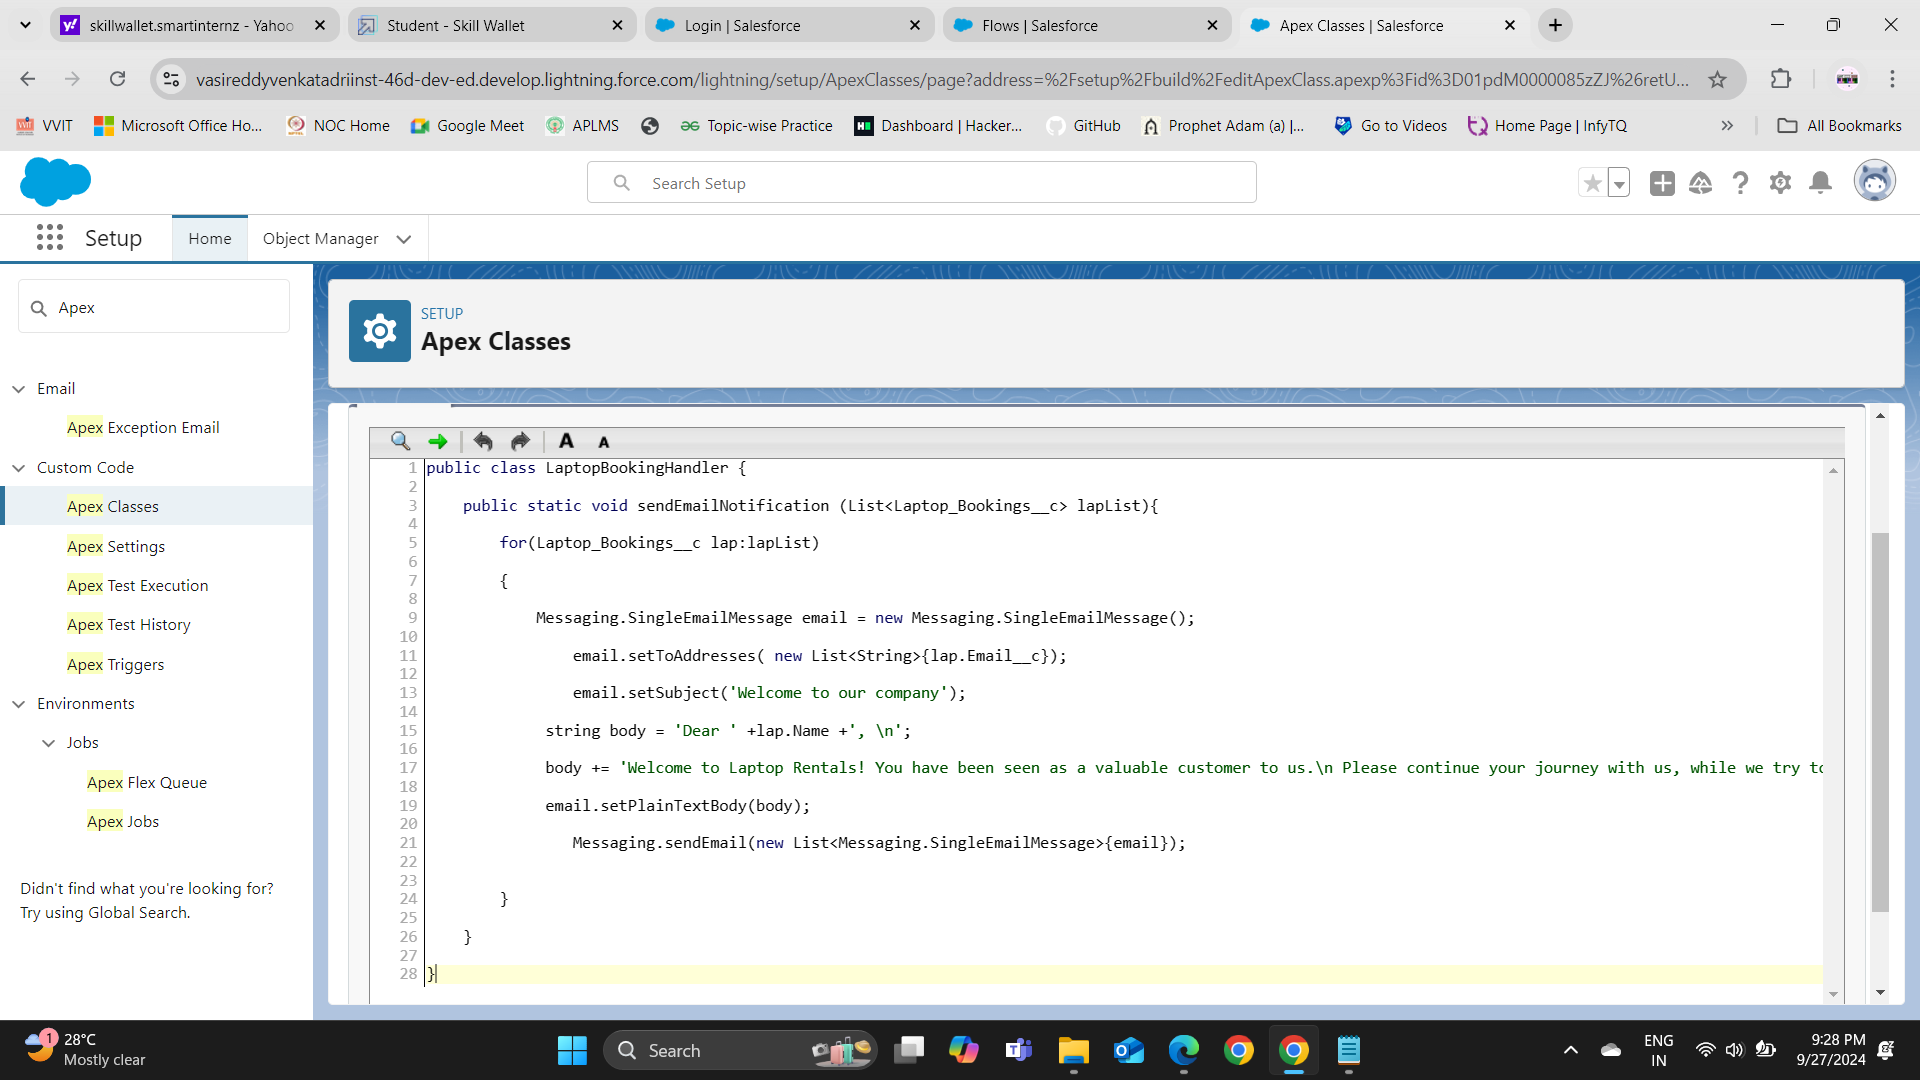 skillwallet.smartinternz - Yahoo
Student - Skill Wallet
Login | Salesforce
Flows | Salesforce
Apex Classes | Salesforce
vasireddyvenkatadriinst-46d-dev-ed.develop.lightning.force.com/lightning/setup/ApexClasses/page?address=%2Fsetup%2Fbuild%2FeditApexClass.apexp%3Fid%3D01pdM0000085zZJ%26retU...
VVIT
Microsoft Office Ho...
NOC Home
Google Meet
APLMS
Topic-wise Practice
Dashboard | Hacker...
GitHub
Prophet Adam (a) |...
Go to Videos
Home Page | InfyTQ
All Bookmarks
Search Setup
Setup
Home
Object Manager
Apex
Email
Apex Exception Email
Custom Code
Apex Classes
Apex Settings
Apex Test Execution
Apex Test History
Apex Triggers
Environments
Jobs
Apex Flex Queue
Apex Jobs
Didn't find what you're looking for?
Try using Global Search.
SETUP
Apex Classes
A A
1 public class LaptopBookingHandler {
2
3 public static void sendEmailNotification (List<Laptop_Bookings__c> lapList){
4
5 for(Laptop_Bookings__c lap:lapList)
6
7 {
8
9 Messaging.SingleEmailMessage email = new Messaging.SingleEmailMessage();
10
11 email.setToAddresses( new List<String>{lap.Email__c});
12
13 email.setSubject('Welcome to our company');
14
15 string body = 'Dear ' +lap.Name +', \n';
16
17 body += 'Welcome to Laptop Rentals! You have been seen as a valuable customer to us.\n Please continue your journey with us, while we try to
18
19 email.setPlainTextBody(body);
20
21 Messaging.sendEmail(new List<Messaging.SingleEmailMessage>{email});
22
23
24 }
25
26 }
27
28 }
1
28°C
Mostly clear
Search
ENG
IN
9:28 PM
9/27/2024